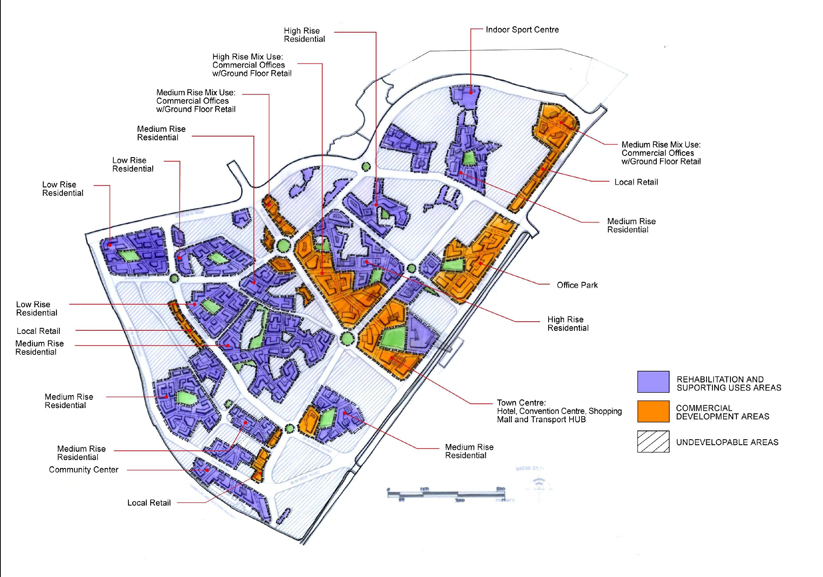 High Rise
Residential
Indoor Sport Centre
High Rise Mix Use:
Commercial Offices
w/Ground Floor Retail
Medium Rise Mix Use:
Commercial Offices
w/Ground Floor Retail
Medium Rise
Residential
Low Rise
Residential
Low Rise
Residential
Medium Rise Mix Use:
Commercial Offices
w/Ground Floor Retail
Local Retail
Medium Rise
Residential
Office Park
High Rise
Residential
Low Rise
Residential
Local Retail
Medium Rise
Residential
Medium Rise
Residential
Town Centre:
Hotel, Convention Centre, Shopping
Mall and Transport HUB
Medium Rise
Residential
Medium Rise
Residential
Community Center
Local Retail
REHABILITATION AND
SUPORTING USES AREAS
COMMERCIAL
DEVELOPMENT AREAS
UNDEVELOPABLE AREAS